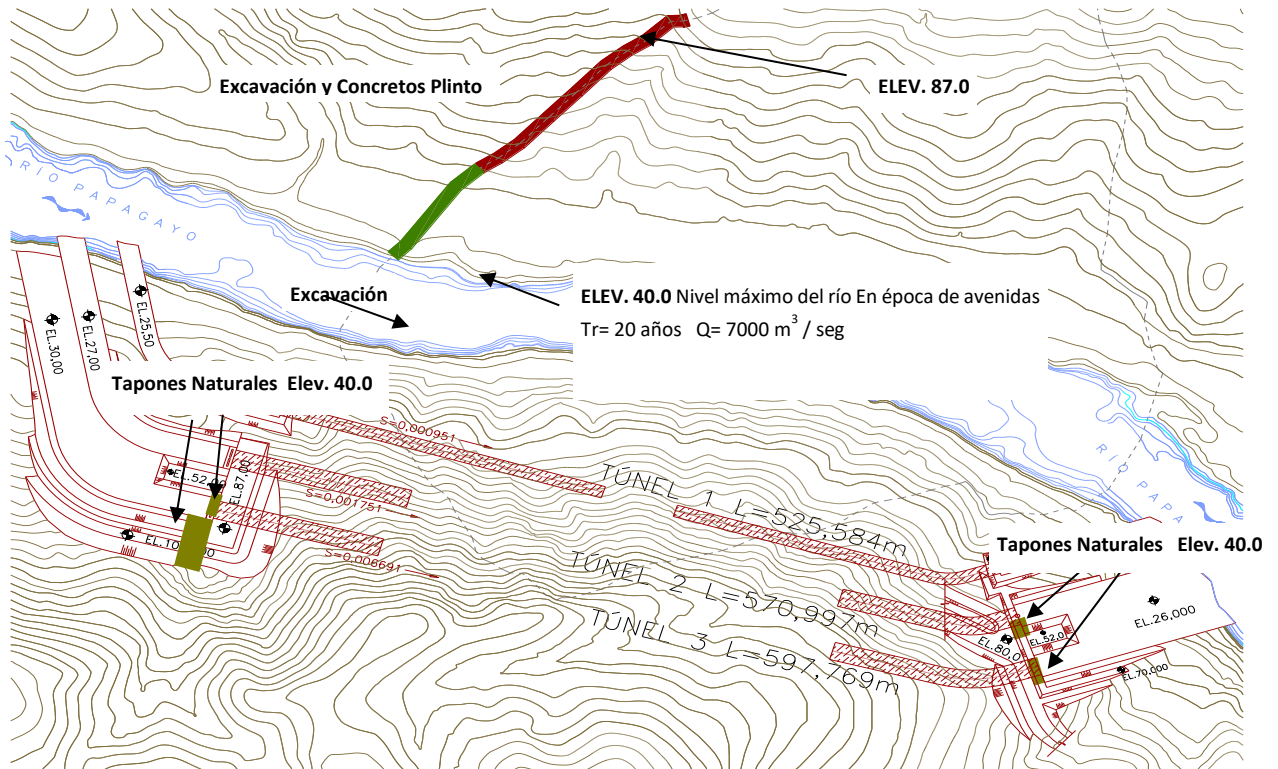 Excavación y Concretos Plinto
ELEV. 87.0
RÍO PAPAGAYO
Excavación
ELEV. 40.0 Nivel máximo del río En época de avenidas
Tr= 20 años Q= 7000 m³ / seg
EL.25,50
EL.27,00
EL.30,00
Tapones Naturales Elev. 40.0
S=0,000951
EL.52,00
EL.87,00
S=0,001751
S=0,006691
TÚNEL 1 L=525,584m
TÚNEL 2 L=570,997m
TÚNEL 3 L=597,769m
RÍO PAPA
Tapones Naturales Elev. 40.0
EL.26,000
EL.52,0
EL.80,0
EL.70,000